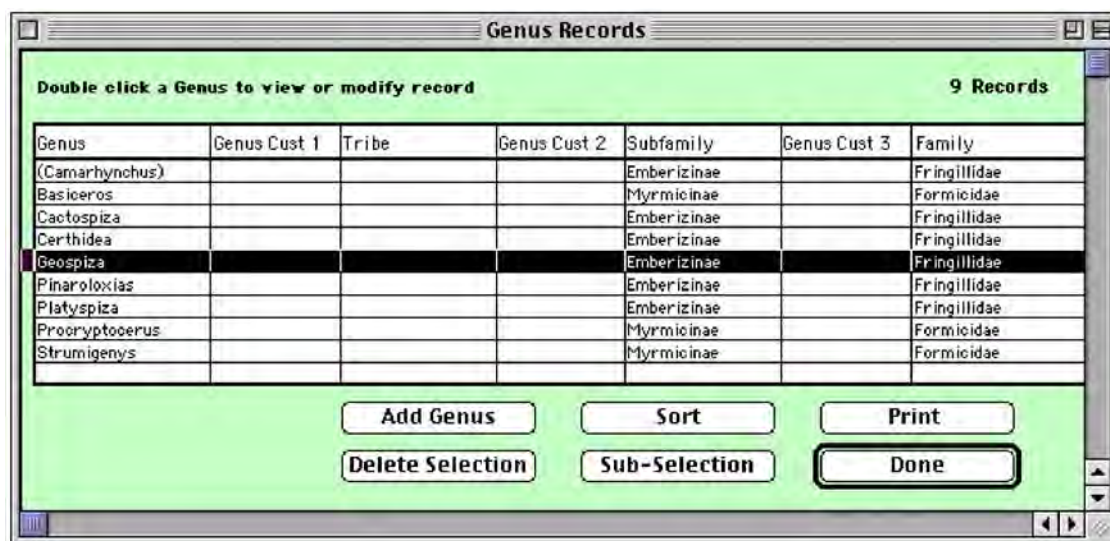 Genus Records
Double click a Genus to view or modify record 9 Records
Genus Genus Cust 1 Tribe Genus Cust 2 Subfamily Genus Cust 3 Family
(Camarhynchus) Emberizinae Fringillidae
Basiceros Myrmicinae Formicidae
Cactospiza Emberizinae Fringillidae
Certhidea Emberizinae Fringillidae
Geospiza Emberizinae Fringillidae
Pinaroloxias Emberizinae Fringillidae
Platyspiza Emberizinae Fringillidae
Procryptocerus Myrmicinae Formicidae
Strumigenys Myrmicinae Formicidae
Add Genus Sort Print
Delete Selection Sub-Selection Done